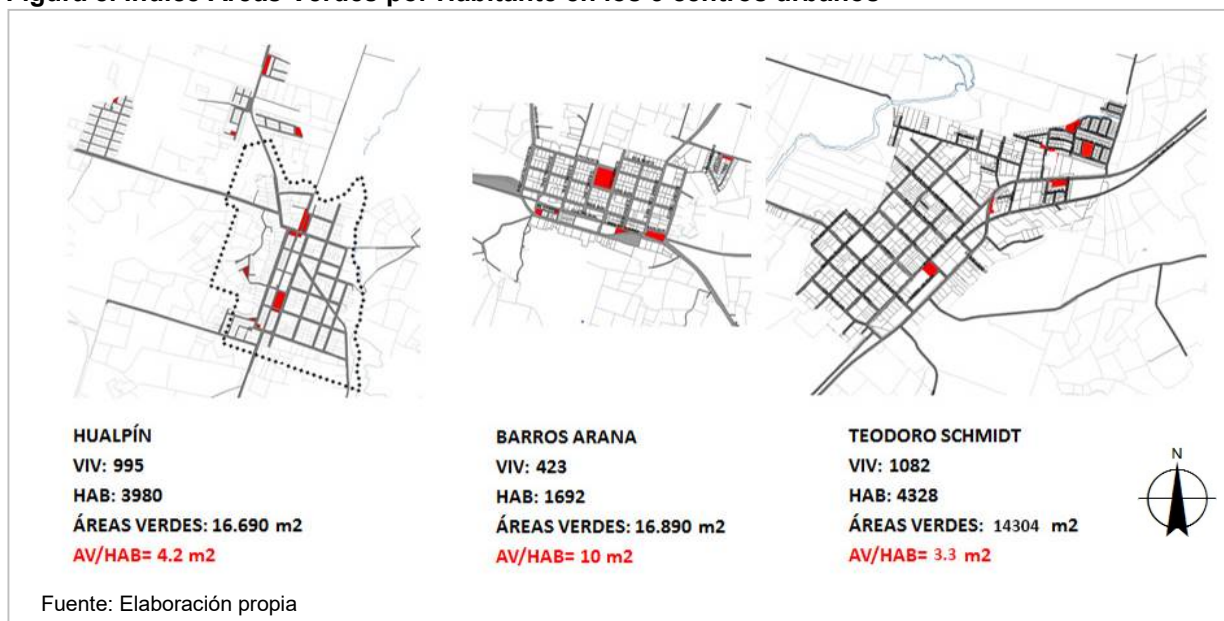 HUALPÍN
VIV: 995
HAB: 3980
ÁREAS VERDES: 16.690 m2
AV/HAB= 4.2 m2
BARROS ARANA
VIV: 423
HAB: 1692
ÁREAS VERDES: 16.890 m2
AV/HAB= 10 m2
TEODORO SCHMIDT
VIV: 1082
HAB: 4328
ÁREAS VERDES: 14304 m2
AV/HAB= 3.3 m2
N
Fuente: Elaboración propia